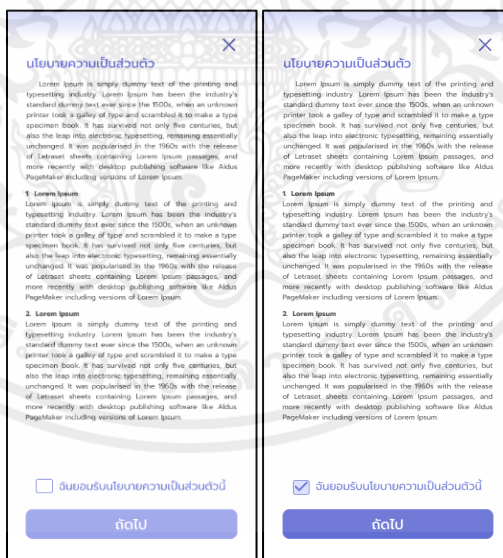 นโยบายความเป็นส่วนตัว
Lorem Ipsum is simply dummy text of the printing and
typesetting industry. Lorem Ipsum has been the industry's
standard dummy text ever since the 1500s, when an unknown
printer took a galley of type and scrambled it to make a type
specimen book. It has survived not only five centuries, but
also the leap into electronic typesetting, remaining essentially
unchanged. It was popularised in the 1960s with the release
of Letraset sheets containing Lorem Ipsum passages, and
more recently with desktop publishing software like Aldus
PageMaker including versions of Lorem Ipsum.
1. Lorem Ipsum
Lorem Ipsum is simply dummy text of the printing and
typesetting industry. Lorem Ipsum has been the industry's
standard dummy text ever since the 1500s, when an unknown
printer took a galley of type and scrambled it to make a type
specimen book. It has survived not only five centuries, but
also the leap into electronic typesetting, remaining essentially
unchanged. It was popularised in the 1960s with the release
of Letraset sheets containing Lorem Ipsum passages, and
more recently with desktop publishing software like Aldus
PageMaker including versions of Lorem Ipsum.
2. Lorem Ipsum
Lorem Ipsum is simply dummy text of the printing and
typesetting industry. Lorem Ipsum has been the industry's
standard dummy text ever since the 1500s, when an unknown
printer took a galley of type and scrambled it to make a type
specimen book. It has survived not only five centuries, but
also the leap into electronic typesetting, remaining essentially
unchanged. It was popularised in the 1960s with the release
of Letraset sheets containing Lorem Ipsum passages, and
more recently with desktop publishing software like Aldus
PageMaker including versions of Lorem Ipsum.
ฉันยอมรับนโยบายความเป็นส่วนตัวนี้
ถัดไป
นโยบายความเป็นส่วนตัว
Lorem Ipsum is simply dummy text of the printing and
typesetting industry. Lorem Ipsum has been the industry's
standard dummy text ever since the 1500s, when an unknown
printer took a galley of type and scrambled it to make a type
specimen book. It has survived not only five centuries, but
also the leap into electronic typesetting, remaining essentially
unchanged. It was popularised in the 1960s with the release
of Letraset sheets containing Lorem Ipsum passages, and
more recently with desktop publishing software like Aldus
PageMaker including versions of Lorem Ipsum.
1. Lorem Ipsum
Lorem Ipsum is simply dummy text of the printing and
typesetting industry. Lorem Ipsum has been the industry's
standard dummy text ever since the 1500s, when an unknown
printer took a galley of type and scrambled it to make a type
specimen book. It has survived not only five centuries, but
also the leap into electronic typesetting, remaining essentially
unchanged. It was popularised in the 1960s with the release
of Letraset sheets containing Lorem Ipsum passages, and
more recently with desktop publishing software like Aldus
PageMaker including versions of Lorem Ipsum.
2. Lorem Ipsum
Lorem Ipsum is simply dummy text of the printing and
typesetting industry. Lorem Ipsum has been the industry's
standard dummy text ever since the 1500s, when an unknown
printer took a galley of type and scrambled it to make a type
specimen book. It has survived not only five centuries, but
also the leap into electronic typesetting, remaining essentially
unchanged. It was popularised in the 1960s with the release
of Letraset sheets containing Lorem Ipsum passages, and
more recently with desktop publishing software like Aldus
PageMaker including versions of Lorem Ipsum.
ฉันยอมรับนโยบายความเป็นส่วนตัวนี้
ถัดไป